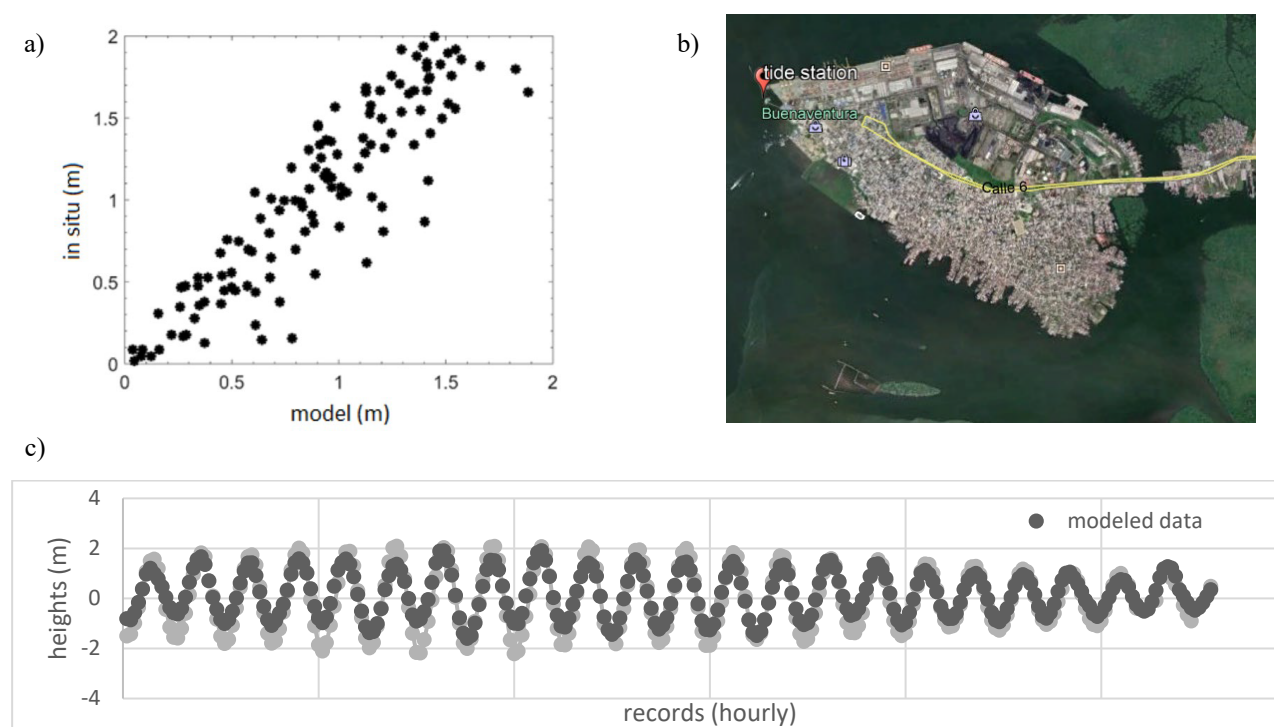 a)
2
1.5
1
0.5
0
in situ (m)
0 0.5 1 1.5 2
model (m)
b)
tide station
Buenaventura
Calle 6
c)
4
2
0
-2
-4
heights (m)
modeled data
records (hourly)